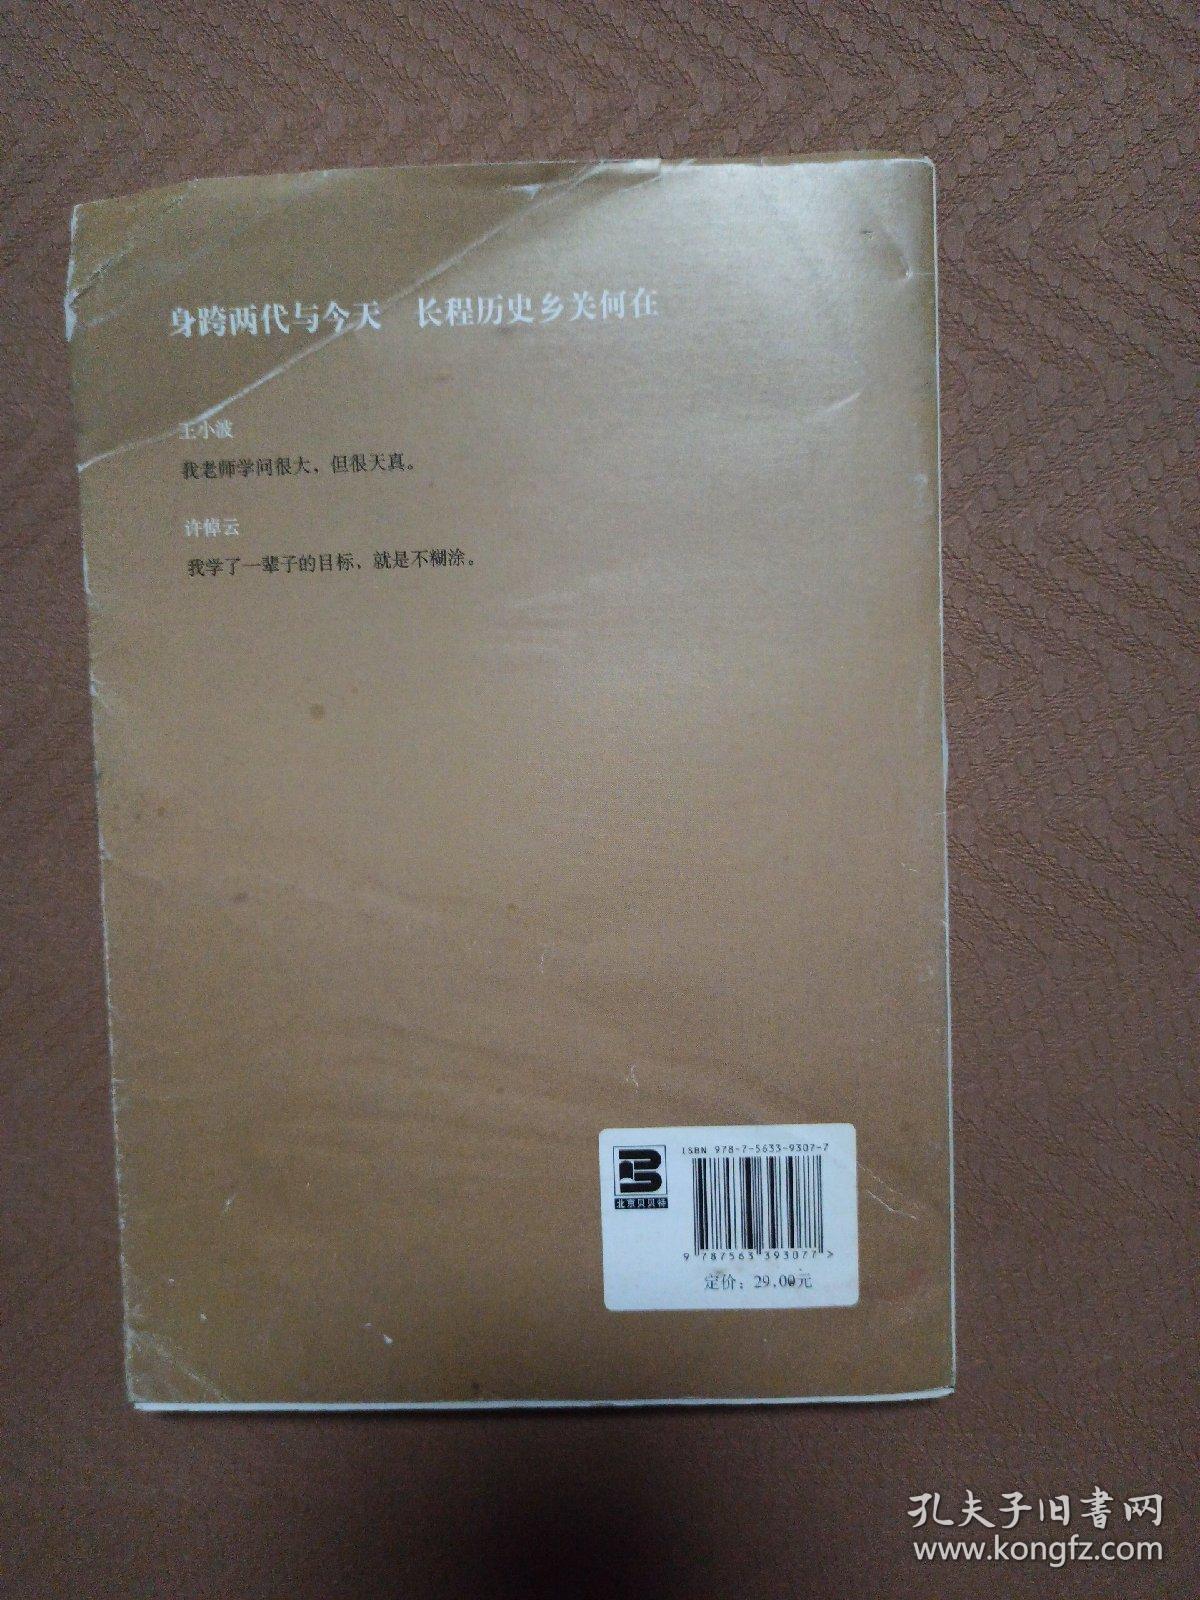 身跨两代与今天　长程历史乡关何在
王小波
我老师学问很大，但很天真。
许倬云
我学了一辈子的目标，就是不糊涂。
ISBN 978-7-5633-9307-7
北京贝贝特
9 787563 393077 >
定价：29.00元
孔夫子旧书网
www.kongfz.com